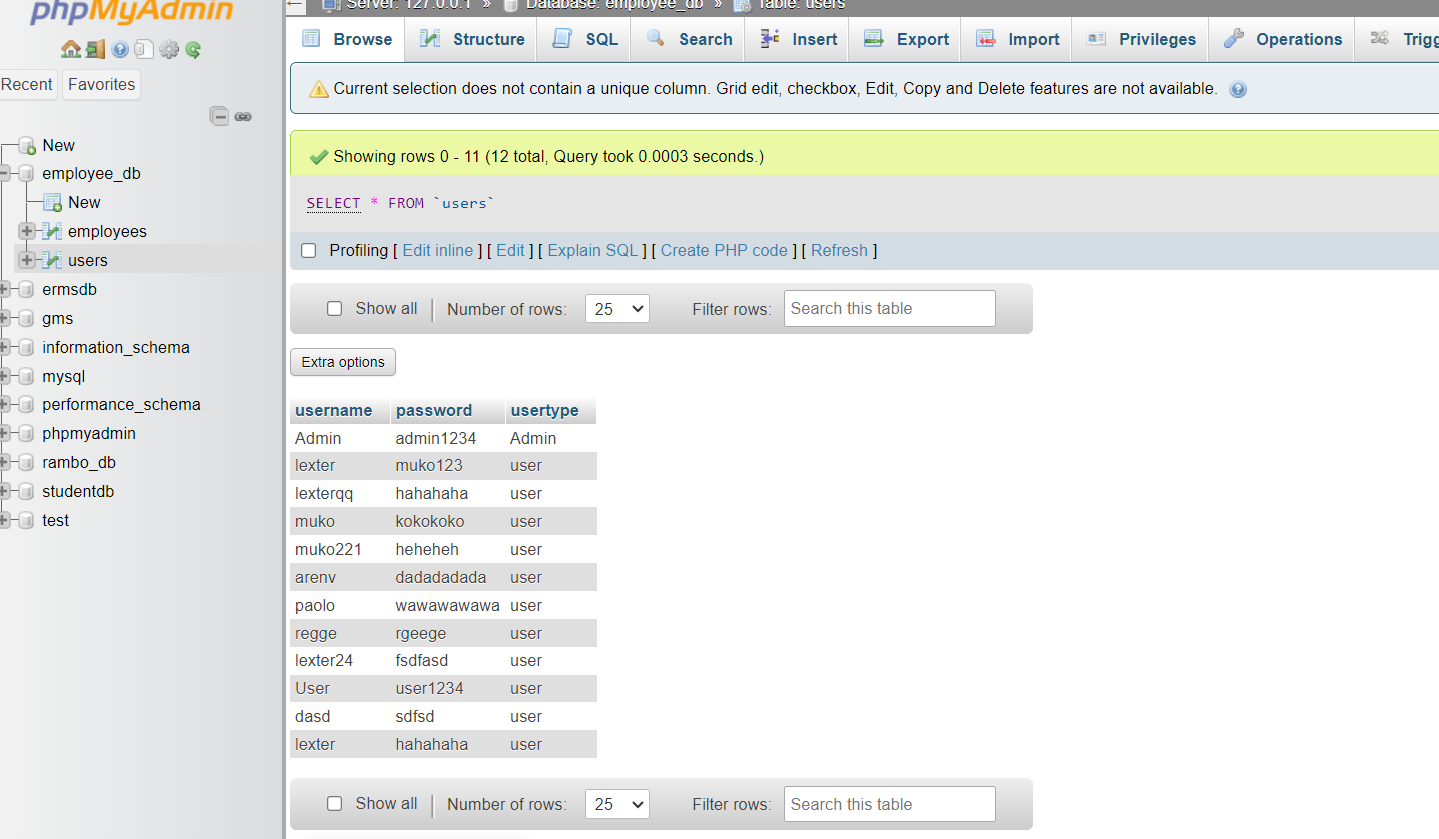 phpMyAdmin
Recent Favorites
New
employee_db
New
employees
users
ermsdb
gms
information_schema
mysql
performance_schema
phpmyadmin
rambo_db
studentdb
test
Server: 127.0.0.1 » Database: employee_db » Table: users
Browse Structure SQL Search Insert Export Import Privileges Operations Trigg
Current selection does not contain a unique column. Grid edit, checkbox, Edit, Copy and Delete features are not available.
Showing rows 0 - 11 (12 total, Query took 0.0003 seconds.)
SELECT * FROM `users`
Profiling [ Edit inline ] [ Edit ] [ Explain SQL ] [ Create PHP code ] [ Refresh ]
Show all Number of rows: 25 Filter rows: Search this table
Extra options
username password usertype
Admin admin1234 Admin
lexter muko123 user
lexterqq hahahaha user
muko kokokoko user
muko221 heheheh user
arenv dadadadada user
paolo wawawawawa user
regge rgeege user
lexter24 fsdfasd user
User user1234 user
dasd sdfsd user
lexter hahahaha user
Show all Number of rows: 25 Filter rows: Search this table